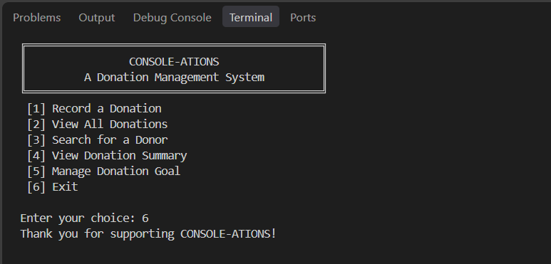 Problems Output Debug Console Terminal Ports
CONSOLE-ATIONS
A Donation Management System
[1] Record a Donation
[2] View All Donations
[3] Search for a Donor
[4] View Donation Summary
[5] Manage Donation Goal
[6] Exit
Enter your choice: 6
Thank you for supporting CONSOLE-ATIONS!